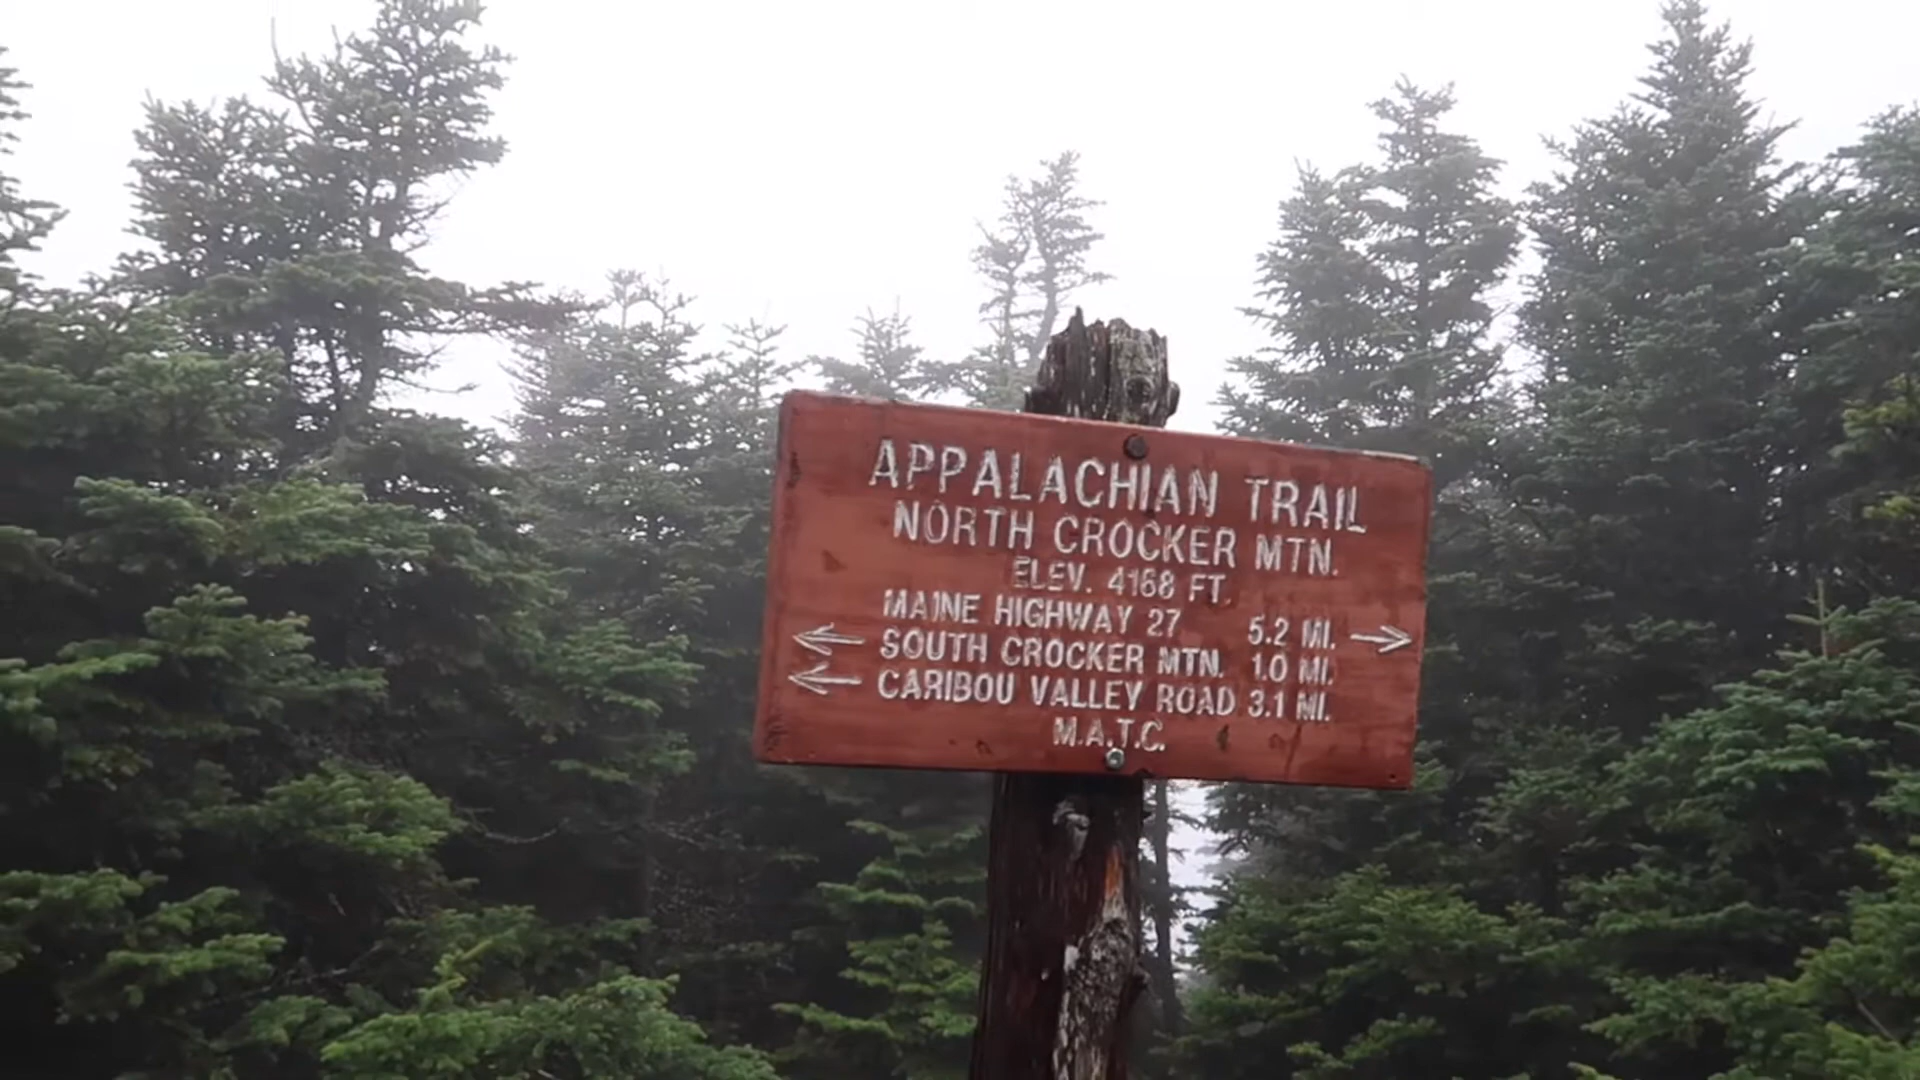 APPALACHIAN TRAIL
NORTH CROCKER MTN.
ELEV. 4168 FT.
MAINE HIGHWAY 27 5.2 MI. →
← SOUTH CROCKER MTN. 1.0 MI.
← CARIBOU VALLEY ROAD 3.1 MI.
M.A.T.C.